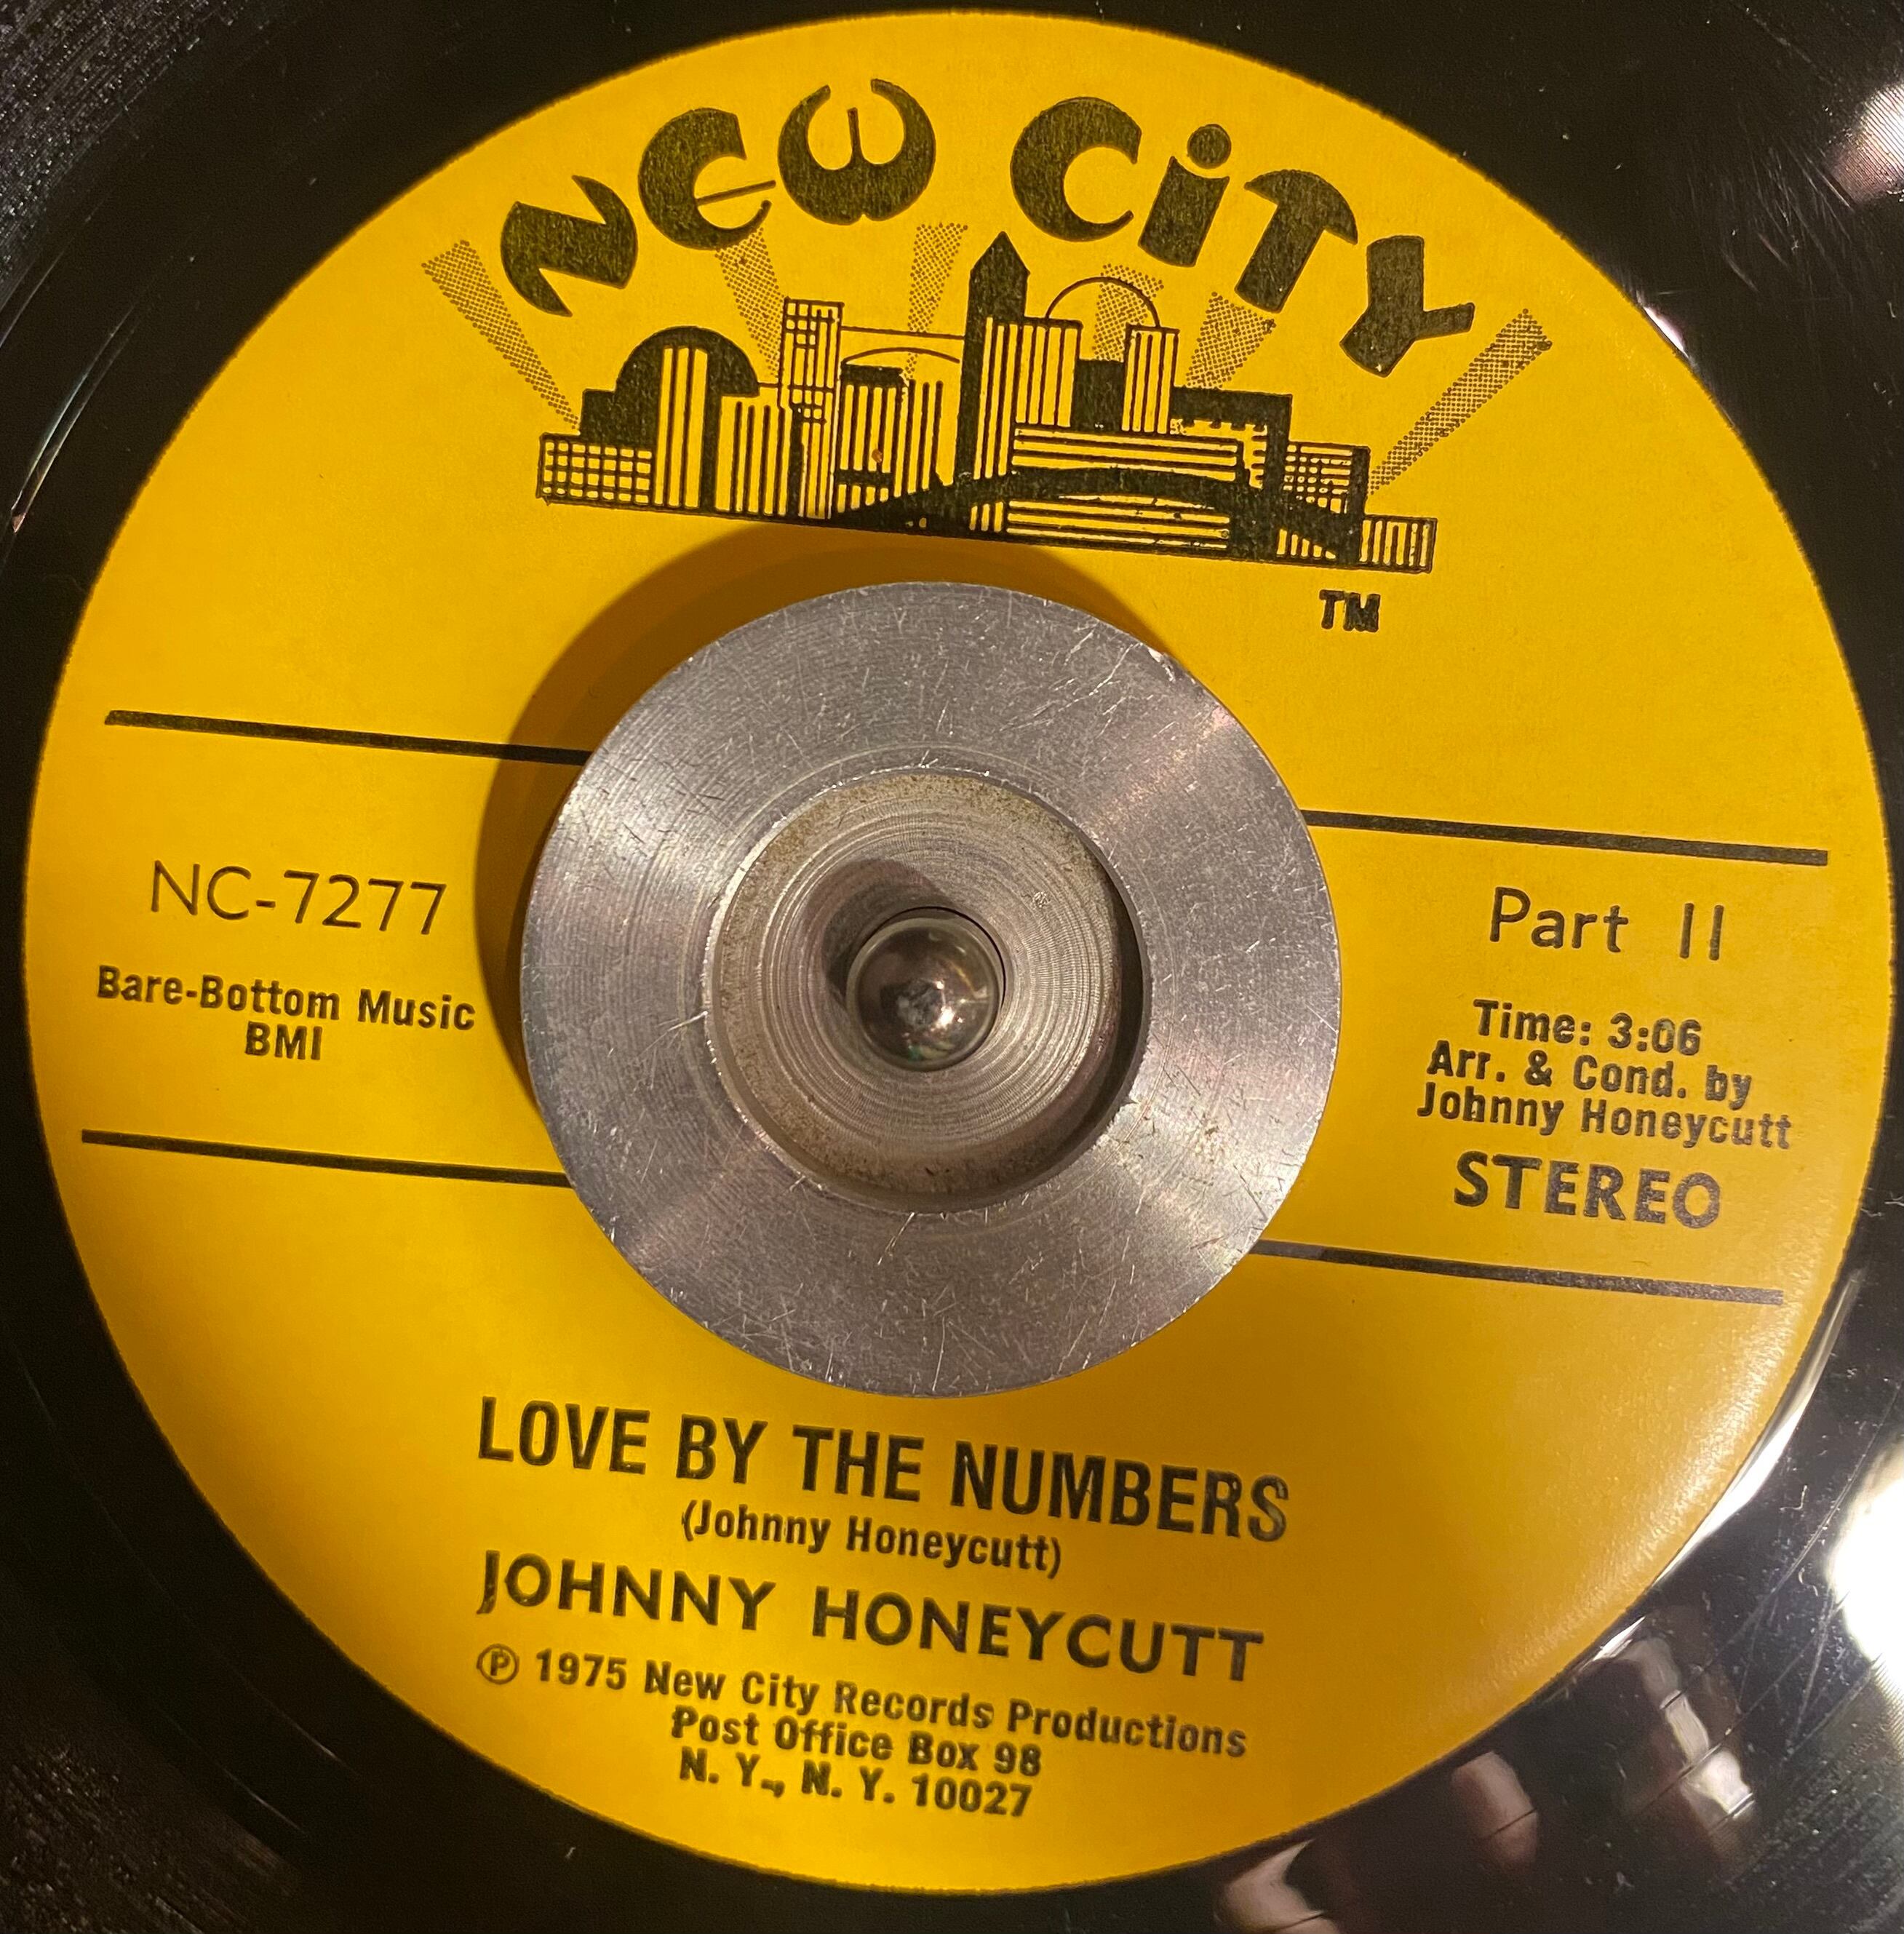 New City
TM
NC-7277
Bare-Bottom Music
BMI
Part II
Time: 3:06
Arr. & Cond. by
Johnny Honeycutt
STEREO
LOVE BY THE NUMBERS
(Johnny Honeycutt)
JOHNNY HONEYCUTT
℗ 1975 New City Records Productions
Post Office Box 98
N. Y., N. Y. 10027